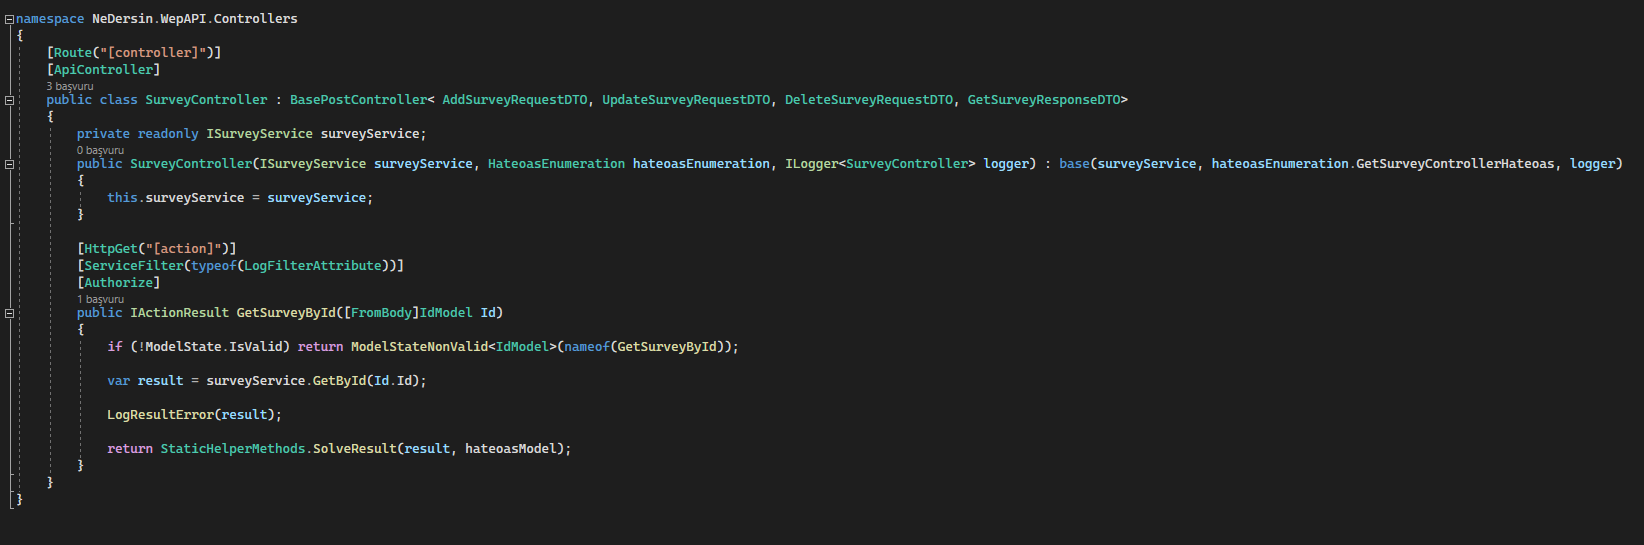 namespace NeDersin.WepAPI.Controllers
{
[Route("[controller]")]
[ApiController]
3 başvuru
public class SurveyController : BasePostController< AddSurveyRequestDTO, UpdateSurveyRequestDTO, DeleteSurveyRequestDTO, GetSurveyResponseDTO>
{
private readonly ISurveyService surveyService;
0 başvuru
public SurveyController(ISurveyService surveyService, HateoasEnumeration hateoasEnumeration, ILogger<SurveyController> logger) : base(surveyService, hateoasEnumeration.GetSurveyControllerHateoas, logger)
{
this.surveyService = surveyService;
}
[HttpGet("[action]")]
[ServiceFilter(typeof(LogFilterAttribute))]
[Authorize]
1 başvuru
public IActionResult GetSurveyById([FromBody]IdModel Id)
{
if (!ModelState.IsValid) return ModelStateNonValid<IdModel>(nameof(GetSurveyById));
var result = surveyService.GetById(Id.Id);
LogResultError(result);
return StaticHelperMethods.SolveResult(result, hateoasModel);
}
}
}